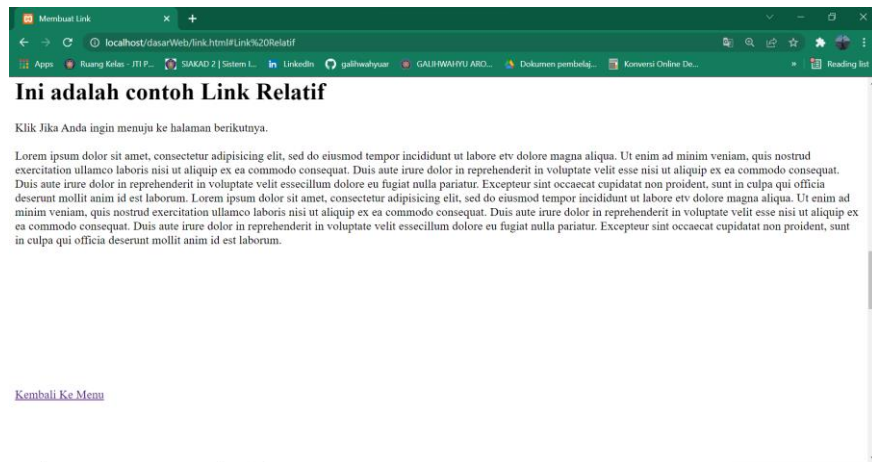 Membuat Link
localhost/dasarWeb/link.html#Link%20Relatif
Apps Ruang Kelas - JTI P... SIAKAD 2 | Sistem I... LinkedIn galihwahyuar GALIHWAHYU ARO... Dokumen pembelaj... Konversi Online De... Reading list
Ini adalah contoh Link Relatif
Klik Jika Anda ingin menuju ke halaman berikutnya.
Lorem ipsum dolor sit amet, consectetur adipisicing elit, sed do eiusmod tempor incididunt ut labore etv dolore magna aliqua. Ut enim ad minim veniam, quis nostrud
exercitation ullamco laboris nisi ut aliquip ex ea commodo consequat. Duis aute irure dolor in reprehenderit in voluptate velit esse nisi ut aliquip ex ea commodo consequat.
Duis aute irure dolor in reprehenderit in voluptate velit essecillum dolore eu fugiat nulla pariatur. Excepteur sint occaecat cupidatat non proident, sunt in culpa qui officia
deserunt mollit anim id est laborum. Lorem ipsum dolor sit amet, consectetur adipisicing elit, sed do eiusmod tempor incididunt ut labore etv dolore magna aliqua. Ut enim ad
minim veniam, quis nostrud exercitation ullamco laboris nisi ut aliquip ex ea commodo consequat. Duis aute irure dolor in reprehenderit in voluptate velit esse nisi ut aliquip ex
ea commodo consequat. Duis aute irure dolor in reprehenderit in voluptate velit essecillum dolore eu fugiat nulla pariatur. Excepteur sint occaecat cupidatat non proident, sunt
in culpa qui officia deserunt mollit anim id est laborum.
Kembali Ke Menu